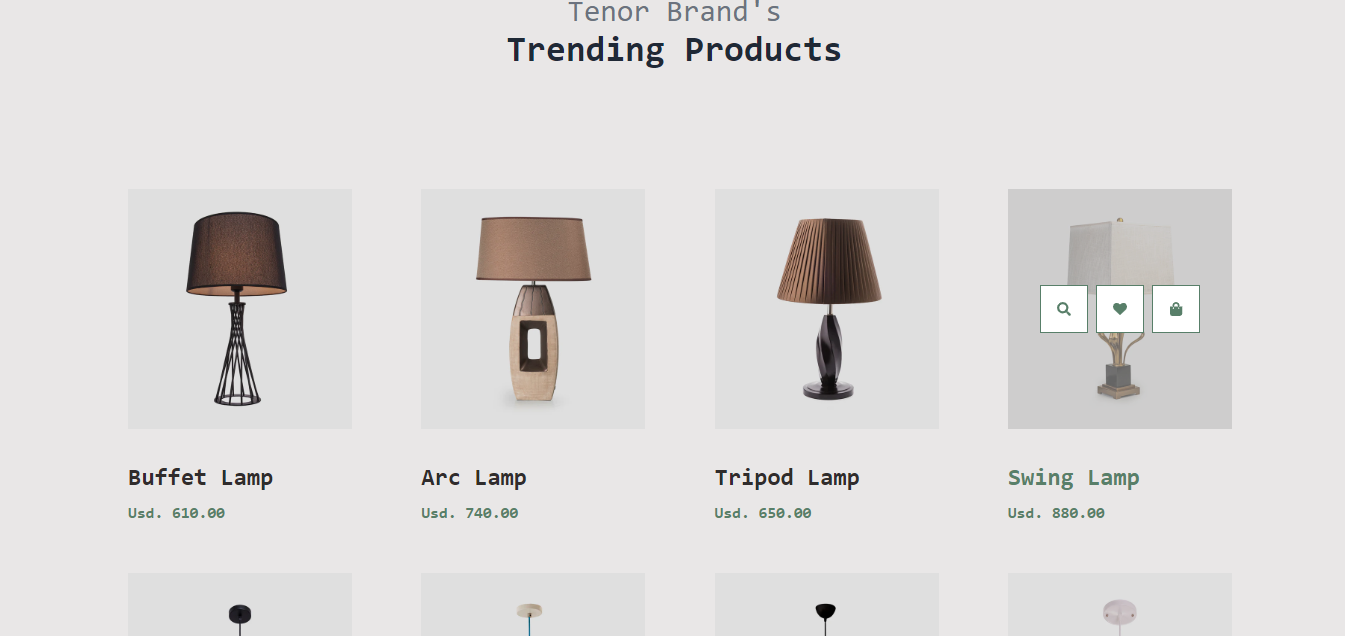 Tenor Brand's
Trending Products
Buffet Lamp
Arc Lamp
Tripod Lamp
Swing Lamp
Usd. 610.00
Usd. 740.00
Usd. 650.00
Usd. 880.00